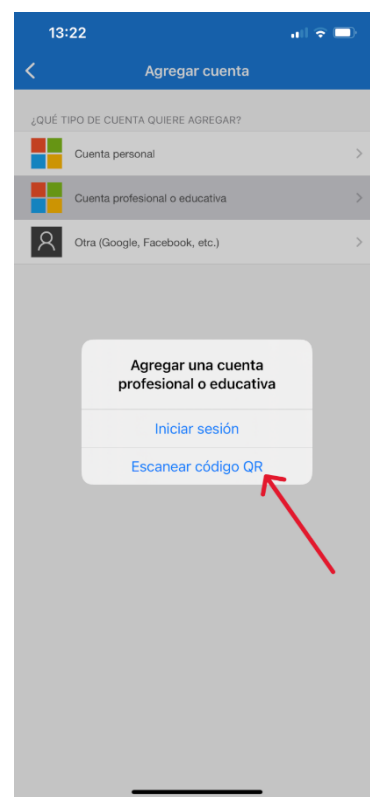 13:22
Agregar cuenta
¿QUÉ TIPO DE CUENTA QUIERE AGREGAR?
Cuenta personal
Cuenta profesional o educativa
Otra (Google, Facebook, etc.)
Agregar una cuenta
profesional o educativa
Iniciar sesión
Escanear código QR